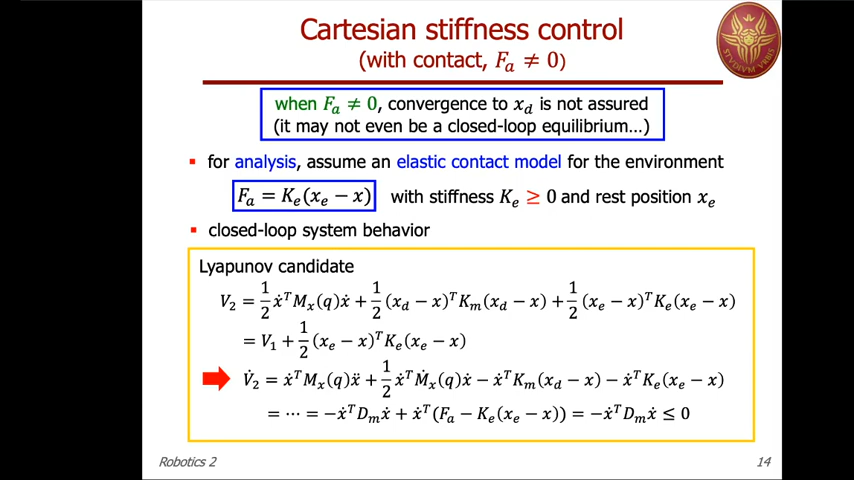 Cartesian stiffness control
(with contact, $F_a \neq 0$)
STVDIVM VRBIS
when $F_a \neq 0$, convergence to $x_d$ is not assured
(it may not even be a closed-loop equilibrium…)
▪ for analysis, assume an elastic contact model for the environment
$F_a = K_e(x_e - x)$ with stiffness $K_e \geq 0$ and rest position $x_e$
▪ closed-loop system behavior
Lyapunov candidate
$V_2 = \frac{1}{2}\dot{x}^T M_x(q)\dot{x} + \frac{1}{2}(x_d - x)^T K_m(x_d - x) + \frac{1}{2}(x_e - x)^T K_e(x_e - x)$
$= V_1 + \frac{1}{2}(x_e - x)^T K_e(x_e - x)$
$\dot{V}_2 = \dot{x}^T M_x(q)\ddot{x} + \frac{1}{2}\dot{x}^T \dot{M}_x(q)\dot{x} - \dot{x}^T K_m(x_d - x) - \dot{x}^T K_e(x_e - x)$
$= \cdots = -\dot{x}^T D_m\dot{x} + \dot{x}^T(F_a - K_e(x_e - x)) = -\dot{x}^T D_m\dot{x} \leq 0$
Robotics 2
14